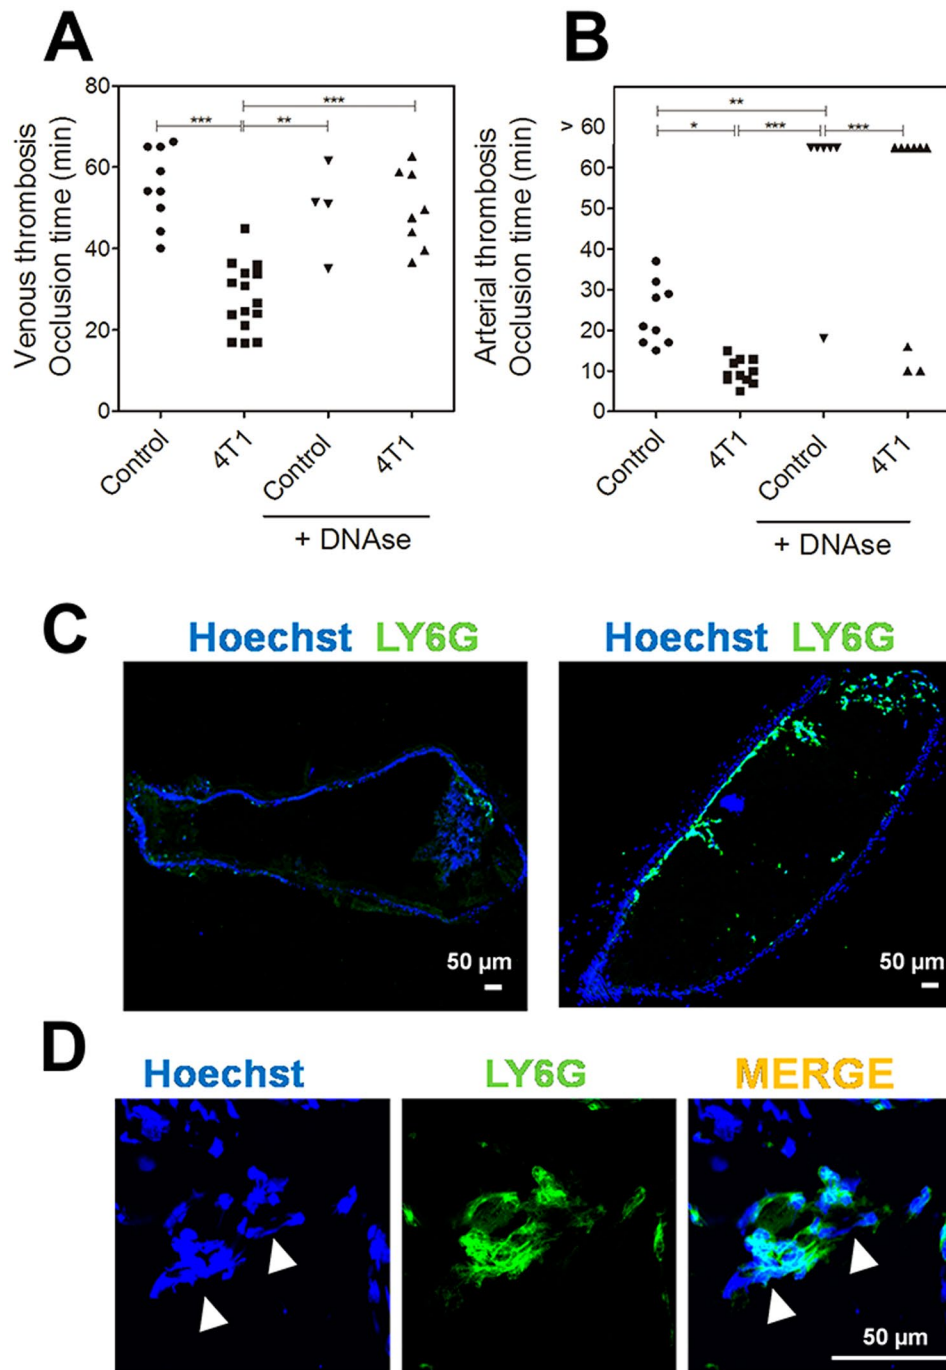 A
Venous thrombosis
Occlusion time (min)
80
60
40
20
0
***
***
**
Control
4T1
Control
4T1
+ DNAse
B
Arterial thrombosis
Occlusion time (min)
> 60
60
40
30
20
10
0
**
*
***
***
Control
4T1
Control
4T1
+ DNAse
C
Hoechst LY6G
50 µm
Hoechst LY6G
50 µm
D
Hoechst
LY6G
MERGE
50 µm